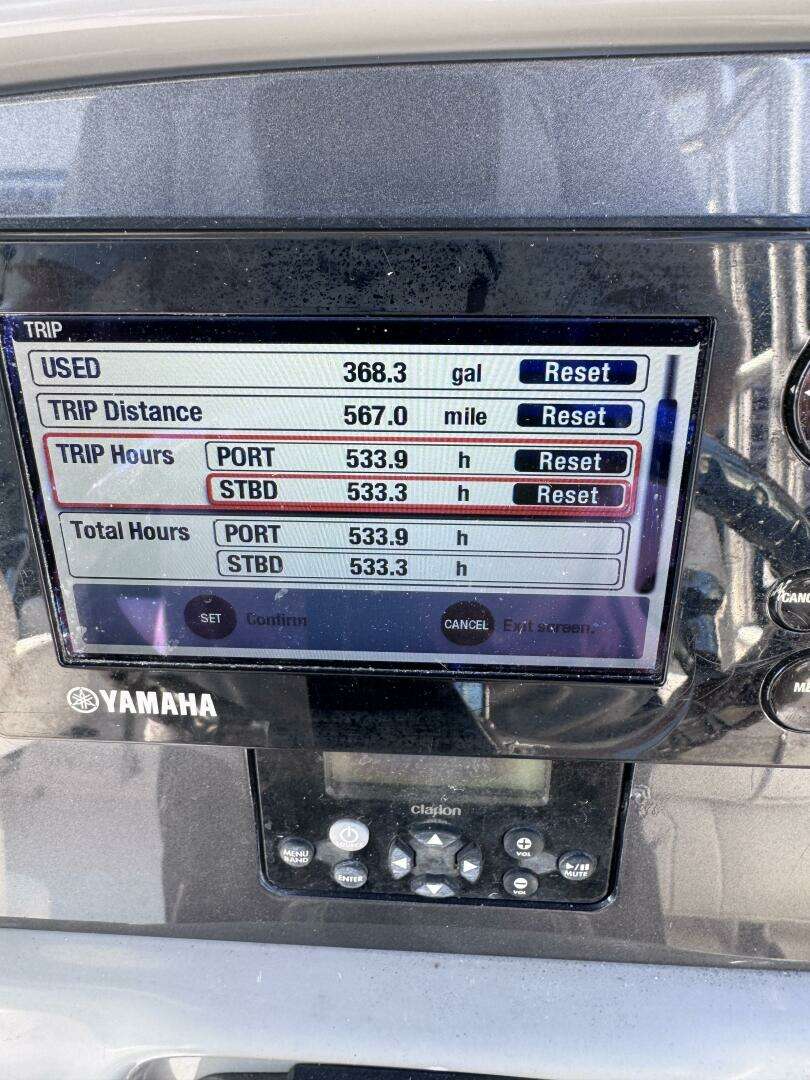 TRIP
USED 368.3 gal Reset
TRIP Distance 567.0 mile Reset
TRIP Hours PORT 533.9 h Reset
STBD 533.3 h Reset
Total Hours PORT 533.9 h
STBD 533.3 h
SET Confirm CANCEL Exit screen.
YAMAHA
clarion
MENU
BAND
ENTER
VOL
VOL
MUTE